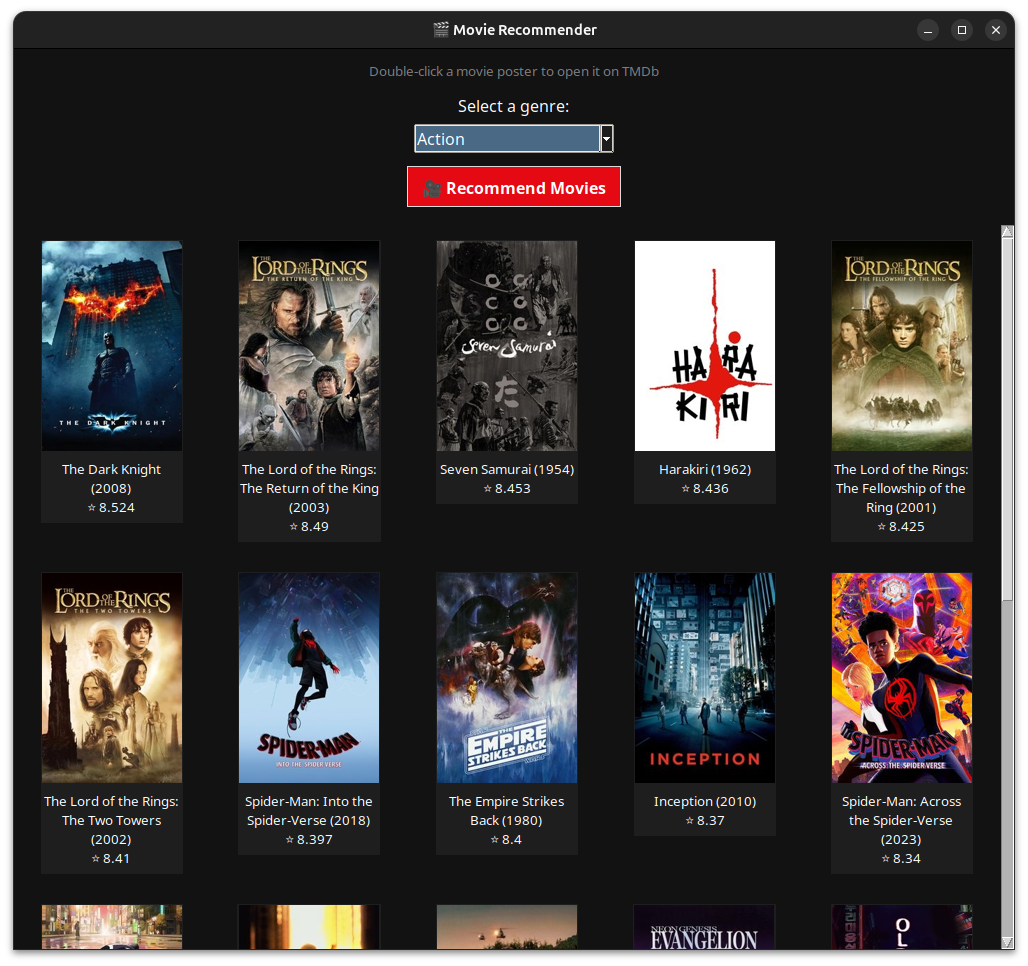 🎬 Movie Recommender
Double-click a movie poster to open it on TMDb
Select a genre:
Action
🎥 Recommend Movies
THE DARK KNIGHT
THE LORD OF THE RINGS
THE RETURN OF THE KING
Seven Samurai
た
HARA
KIRI
THE LORD OF THE RINGS
THE FELLOWSHIP OF THE RING
The Dark Knight
(2008)
☆ 8.524
The Lord of the Rings:
The Return of the King
(2003)
☆ 8.49
Seven Samurai (1954)
☆ 8.453
Harakiri (1962)
☆ 8.436
The Lord of the Rings:
The Fellowship of the
Ring (2001)
☆ 8.425
THE LORD OF THE RINGS
THE TWO TOWERS
SPIDER-MAN
INTO THE SPIDER-VERSE
THE
EMPIRE
STRIKES BACK
INCEPTION
SPIDER-MAN
ACROSS THE SPIDER-VERSE
The Lord of the Rings:
The Two Towers
(2002)
☆ 8.41
Spider-Man: Into the
Spider-Verse (2018)
☆ 8.397
The Empire Strikes
Back (1980)
☆ 8.4
Inception (2010)
☆ 8.37
Spider-Man: Across
the Spider-Verse
(2023)
☆ 8.34
NEON GENESIS
EVANGELION
OL